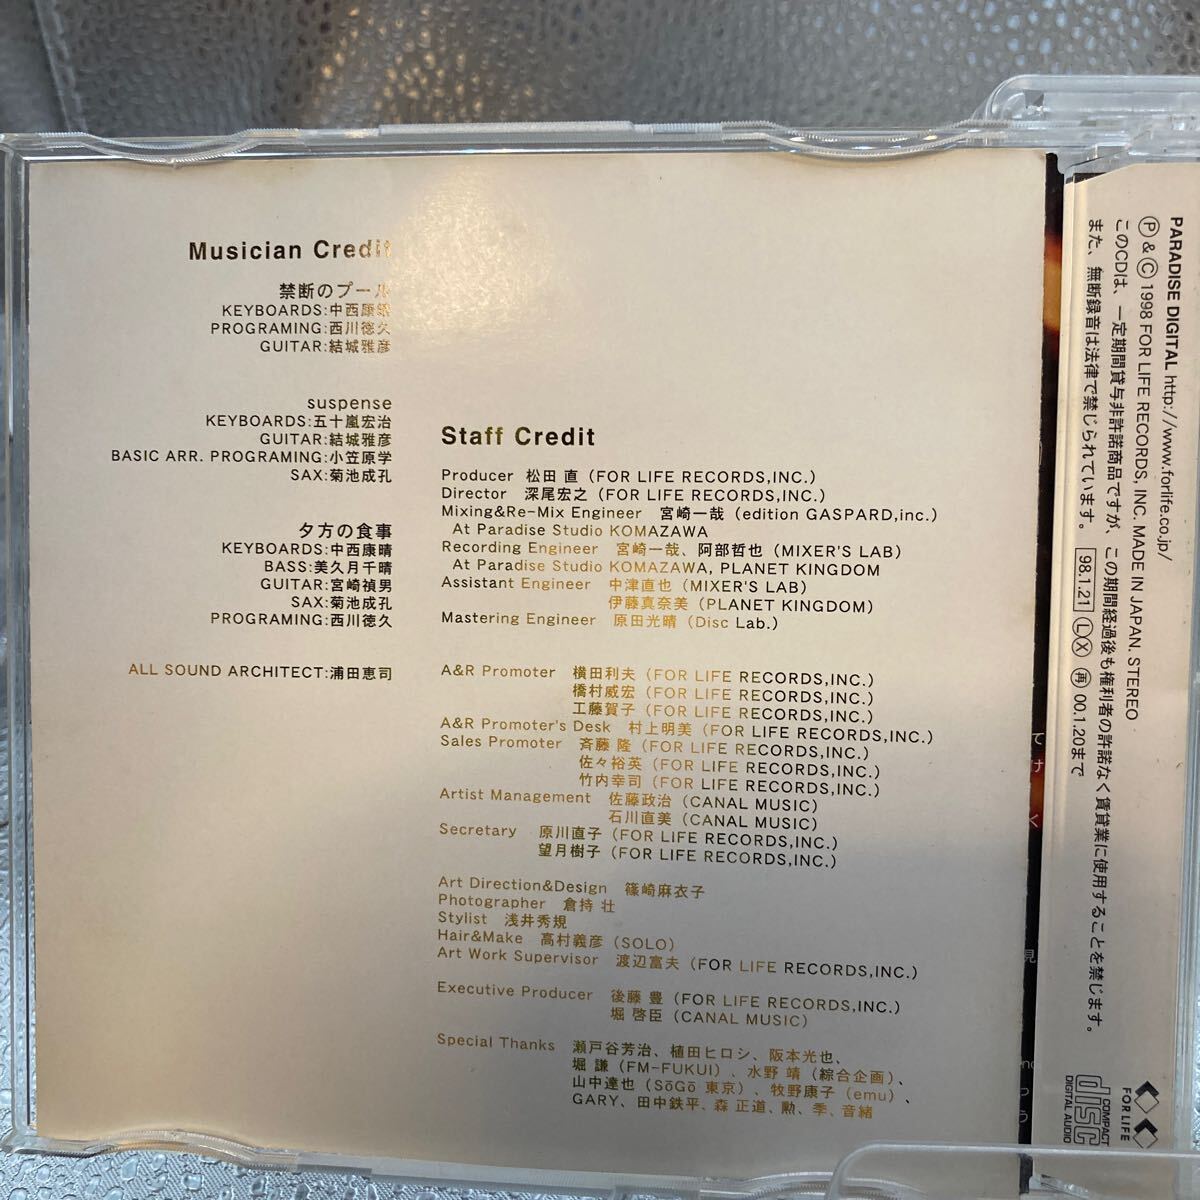 Musician Credit
禁断のプール
KEYBOARDS:中西康晴
PROGRAMING:西川徳久
GUITAR:結城雅彦
suspense
KEYBOARDS:五十嵐宏治
GUITAR:結城雅彦
BASIC ARR. PROGRAMING:小笠原学
SAX:菊池成孔
夕方の食事
KEYBOARDS:中西康晴
BASS:美久月千晴
GUITAR:宮崎禎男
SAX:菊池成孔
PROGRAMING:西川徳久
ALL SOUND ARCHITECT:浦田恵司
Staff Credit
Producer 松田 直 (FOR LIFE RECORDS,INC.)
Director 深尾宏之 (FOR LIFE RECORDS,INC.)
Mixing&Re-Mix Engineer 宮崎一哉 (edition GASPARD,inc.)
At Paradise Studio KOMAZAWA
Recording Engineer 宮崎一哉、阿部哲也 (MIXER'S LAB)
At Paradise Studio KOMAZAWA, PLANET KINGDOM
Assistant Engineer 中津直也 (MIXER'S LAB)
伊藤真奈美 (PLANET KINGDOM)
Mastering Engineer 原田光晴 (Disc Lab.)
A&R Promoter 横田利夫 (FOR LIFE RECORDS,INC.)
橋村威宏 (FOR LIFE RECORDS,INC.)
工藤賀子 (FOR LIFE RECORDS,INC.)
A&R Promoter's Desk 村上明美 (FOR LIFE RECORDS,INC.)
Sales Promoter 斉藤 隆 (FOR LIFE RECORDS,INC.)
佐々裕英 (FOR LIFE RECORDS,INC.)
竹内幸司 (FOR LIFE RECORDS,INC.)
Artist Management 佐藤政治 (CANAL MUSIC)
石川直美 (CANAL MUSIC)
Secretary 原川直子 (FOR LIFE RECORDS,INC.)
望月樹子 (FOR LIFE RECORDS,INC.)
Art Direction&Design 篠崎麻衣子
Photographer 倉持 壮
Stylist 浅井秀規
Hair&Make 高村義彦 (SOLO)
Art Work Supervisor 渡辺富夫 (FOR LIFE RECORDS,INC.)
Executive Producer 後藤 豊 (FOR LIFE RECORDS,INC.)
堀 啓臣 (CANAL MUSIC)
Special Thanks 瀬戸谷芳治、植田ヒロシ、阪本光也、
堀 謙 (FM-FUKUI)、水野 靖 (綜合企画)、
山中達也 (SōGō 東京)、牧野康子 (emu)、
GARY、田中鉄平、森 正道、勲、季、音緒
PARADISE DIGITAL http://www.forlife.co.jp/
Ⓟ & Ⓒ 1998 FOR LIFE RECORDS, INC. MADE IN JAPAN. STEREO
このCDは、一定期間貸与非許諾商品ですが、この期間経過後も権利者の許諾なく賃貸業に使用することを禁じます。
また、無断録音は法律で禁じられています。 98.1.21 Ⓛ Ⓧ 再 00.1.20まで
FOR LIFE
COMPACT
disc
DIGITAL AUDIO
て
け
く
見
う